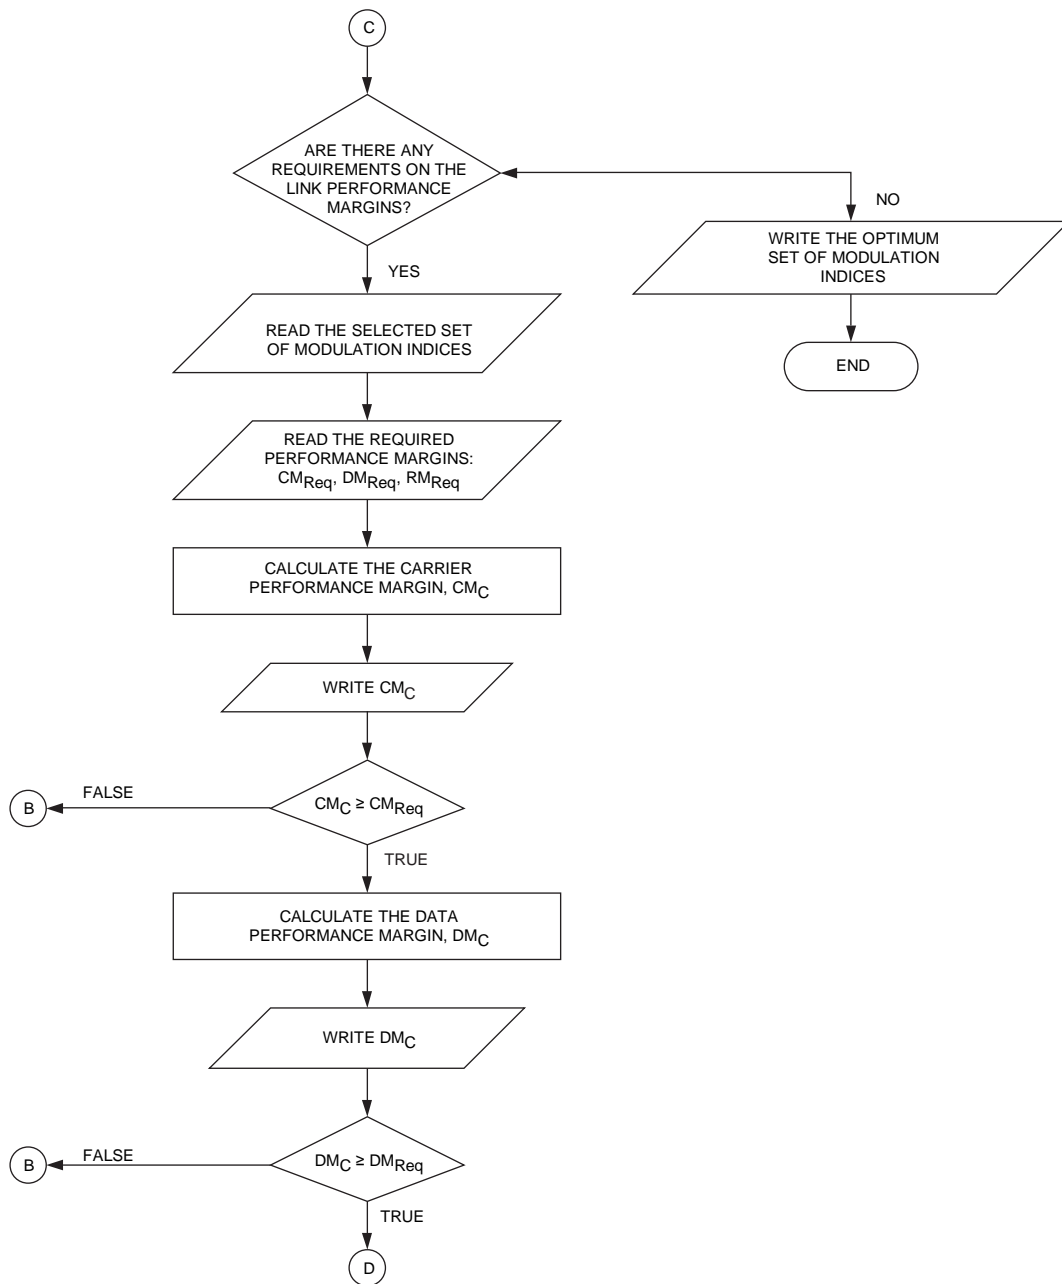 C
ARE THERE ANY
REQUIREMENTS ON THE
LINK PERFORMANCE
MARGINS?
NO
WRITE THE OPTIMUM
SET OF MODULATION
INDICES
END
YES
READ THE SELECTED SET
OF MODULATION INDICES
READ THE REQUIRED
PERFORMANCE MARGINS:
CMReq, DMReq, RMReq
CALCULATE THE CARRIER
PERFORMANCE MARGIN, CMC
WRITE CMC
B
FALSE
CMC ≥ CMReq
TRUE
CALCULATE THE DATA
PERFORMANCE MARGIN, DMC
WRITE DMC
B
FALSE
DMC ≥ DMReq
TRUE
D